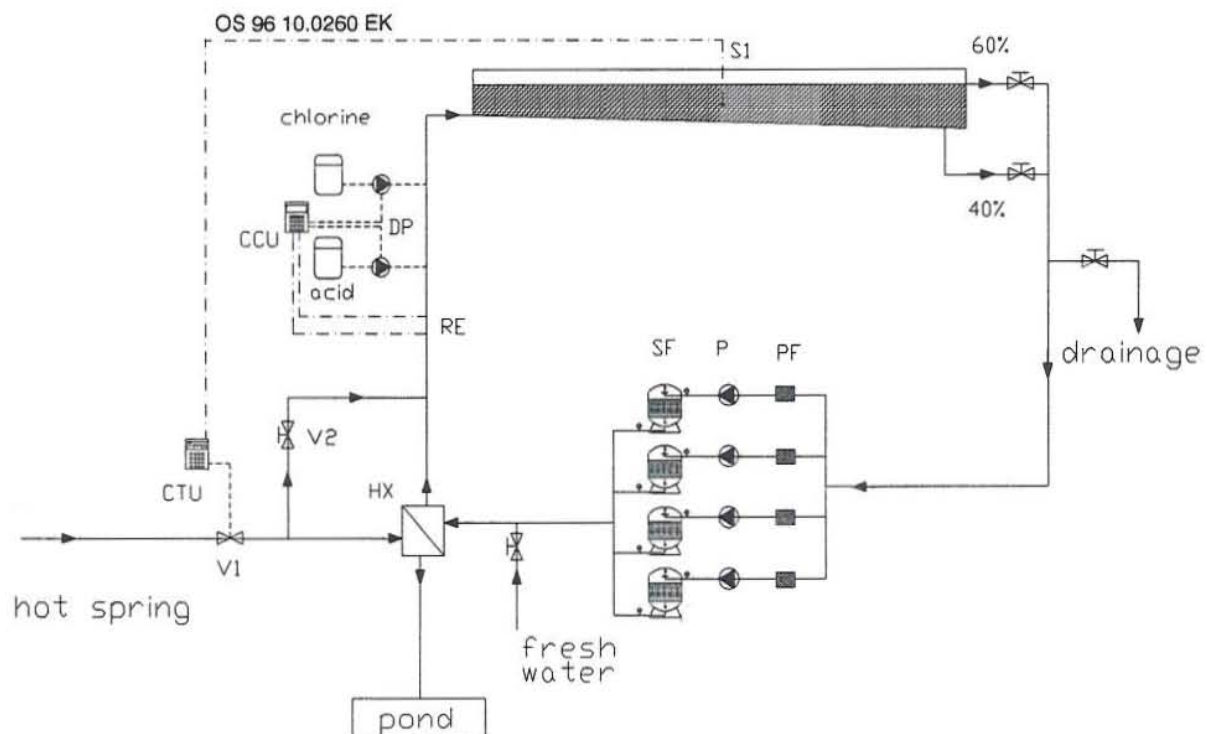 OS 96 10.0260 EK
S1
60%
chlorine
CCU
DP
40%
acid
RE
drainage
SF
P
PF
V2
CTU
HX
V1
hot spring
fresh
water
pond